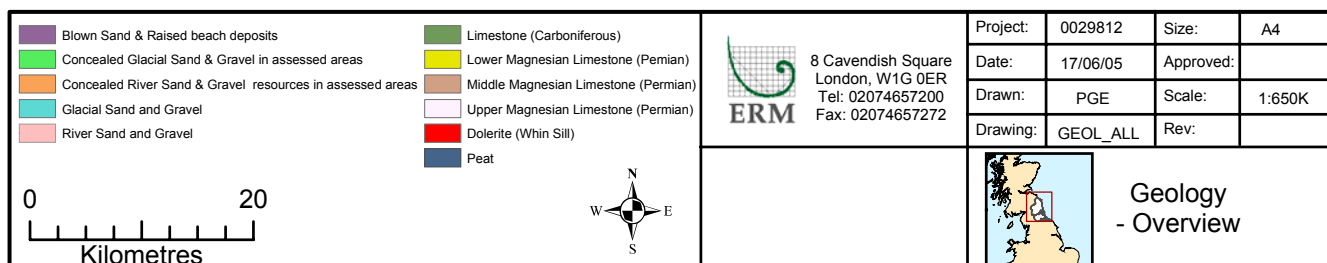 Blown Sand & Raised beach deposits
Concealed Glacial Sand & Gravel in assessed areas
Concealed River Sand & Gravel resources in assessed areas
Glacial Sand and Gravel
River Sand and Gravel
Limestone (Carboniferous)
Lower Magnesian Limestone (Pemian)
Middle Magnesian Limestone (Permian)
Upper Magnesian Limestone (Permian)
Dolerite (Whin Sill)
Peat
0 20
Kilometres
N
W E
S
ERM
8 Cavendish Square
London, W1G 0ER
Tel: 02074657200
Fax: 02074657272
Project: 0029812 Size: A4
Date: 17/06/05 Approved:
Drawn: PGE Scale: 1:650K
Drawing: GEOL_ALL Rev:
Geology
- Overview